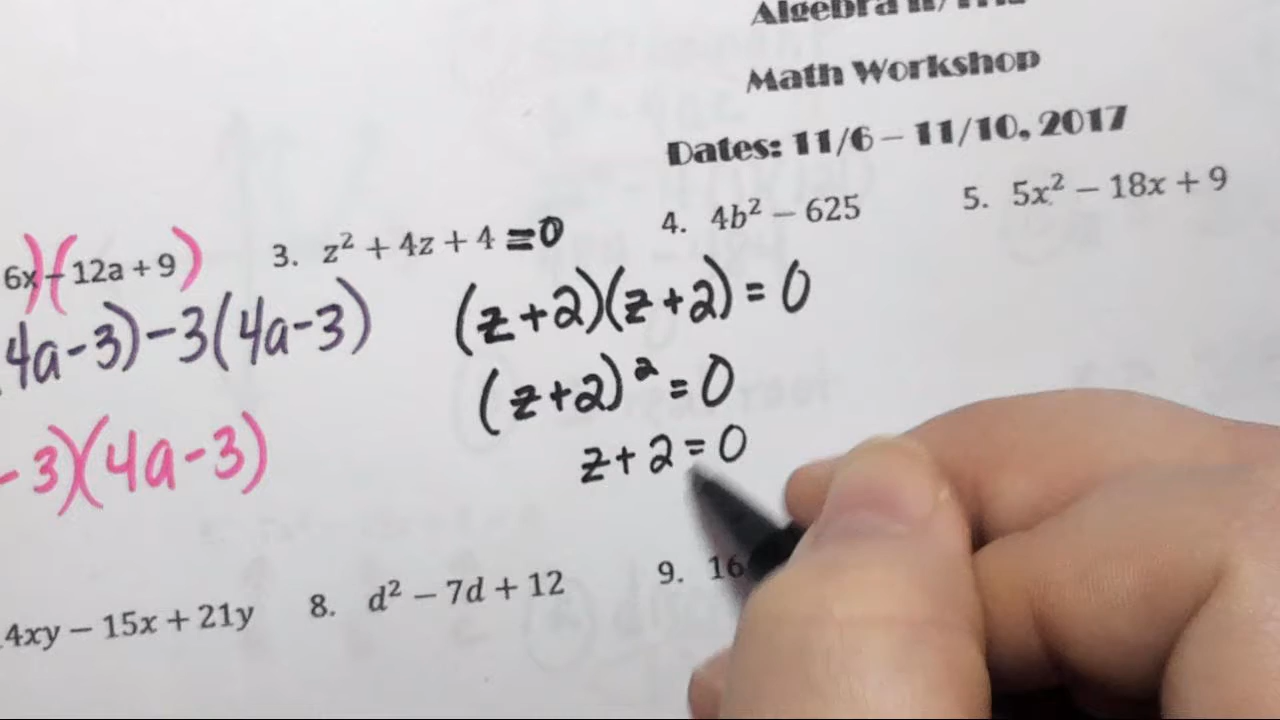 Math Workshop
Dates: 11/6 – 11/10, 2017
6x)(– 12a + 9)
4a-3)-3(4a-3)
-3)(4a-3)
3. z² + 4z + 4 =0
(z+2)(z+2)=0
(z+2)²=0
z+2=0
4. 4b² − 625
5. 5x² − 18x + 9
4xy − 15x + 21y
8. d² − 7d + 12
9. 16